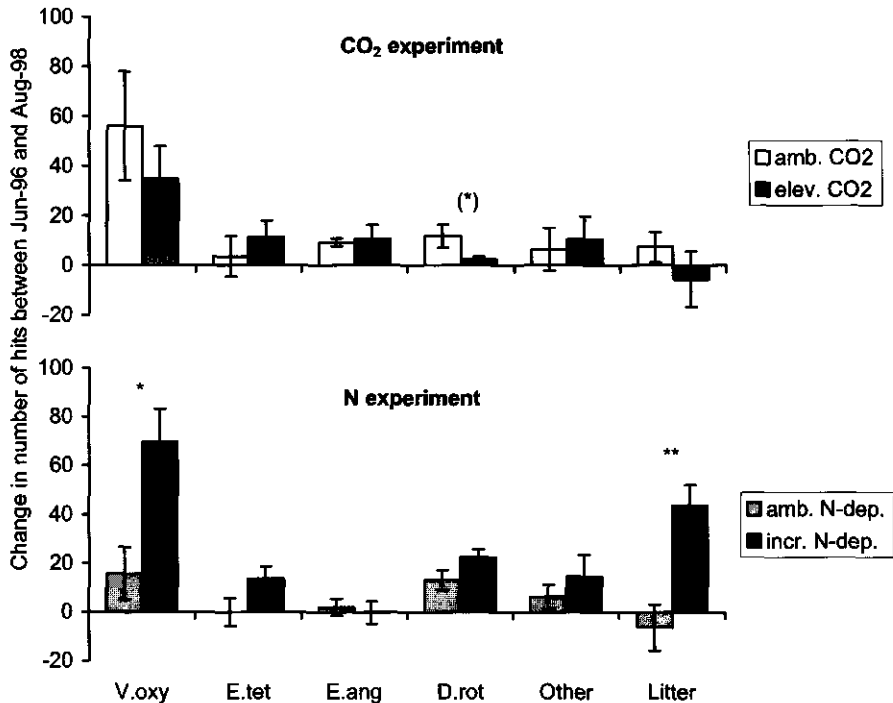 Change in number of hits between Jun-96 and Aug-98
CO₂ experiment
100
80
60
40
20
0
-20
(*)
amb. CO2
elev. CO2
N experiment
100
80
60
40
20
0
-20
*
**
amb. N-dep.
incr. N-dep.
V.oxy E.tet E.ang D.rot Other Litter